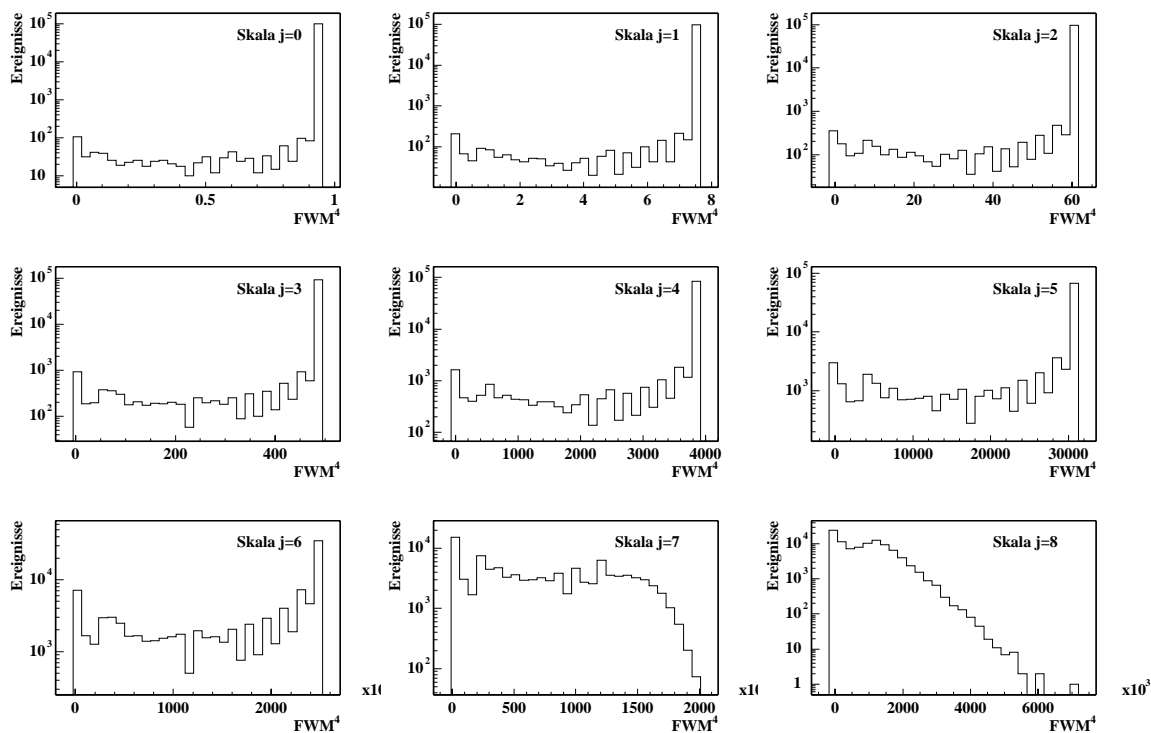 Ereignisse
Skala j=0
10⁵
10⁴
10³
10²
10
0 0.5 1
FWM⁴
Ereignisse
Skala j=1
10⁵
10⁴
10³
10²
0 2 4 6 8
FWM⁴
Ereignisse
Skala j=2
10⁵
10⁴
10³
10²
0 20 40 60
FWM⁴
Ereignisse
Skala j=3
10⁵
10⁴
10³
10²
0 200 400
FWM⁴
Ereignisse
Skala j=4
10⁵
10⁴
10³
10²
0 1000 2000 3000 4000
FWM⁴
Ereignisse
Skala j=5
10⁵
10⁴
10³
0 10000 20000 30000
FWM⁴
Ereignisse
Skala j=6
10⁴
10³
0 1000 2000
x10
FWM⁴
Ereignisse
Skala j=7
10⁴
10³
10²
0 500 1000 1500 2000
x10
FWM⁴
Ereignisse
Skala j=8
10⁴
10³
10²
10
1
0 2000 4000 6000
x10³
FWM⁴